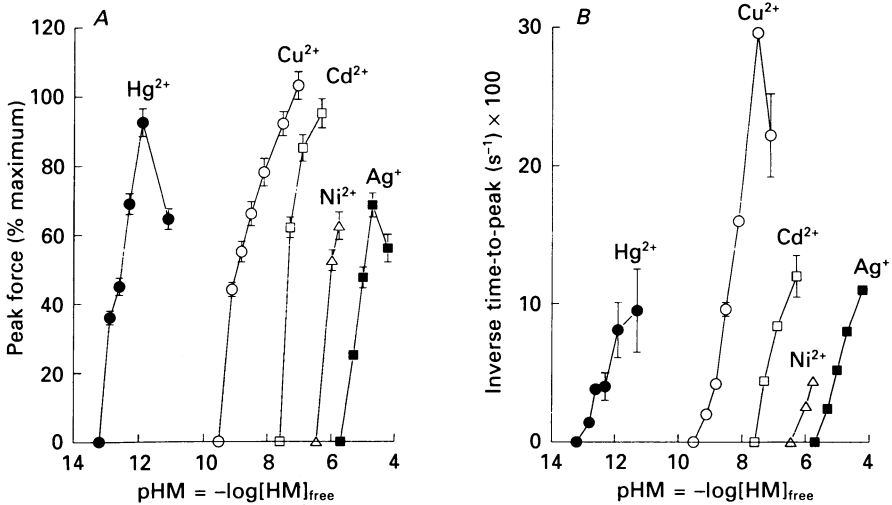 A
Peak force (% maximum)
120
100
80
60
40
20
0
Hg²⁺
Cu²⁺
Cd²⁺
Ni²⁺
Ag⁺
14 12 10 8 6 4
pHM = –log[HM]free
B
Inverse time-to-peak (s⁻¹) × 100
30
20
10
0
Cu²⁺
Hg²⁺
Cd²⁺
Ag⁺
Ni²⁺
14 12 10 8 6 4
pHM = –log[HM]free